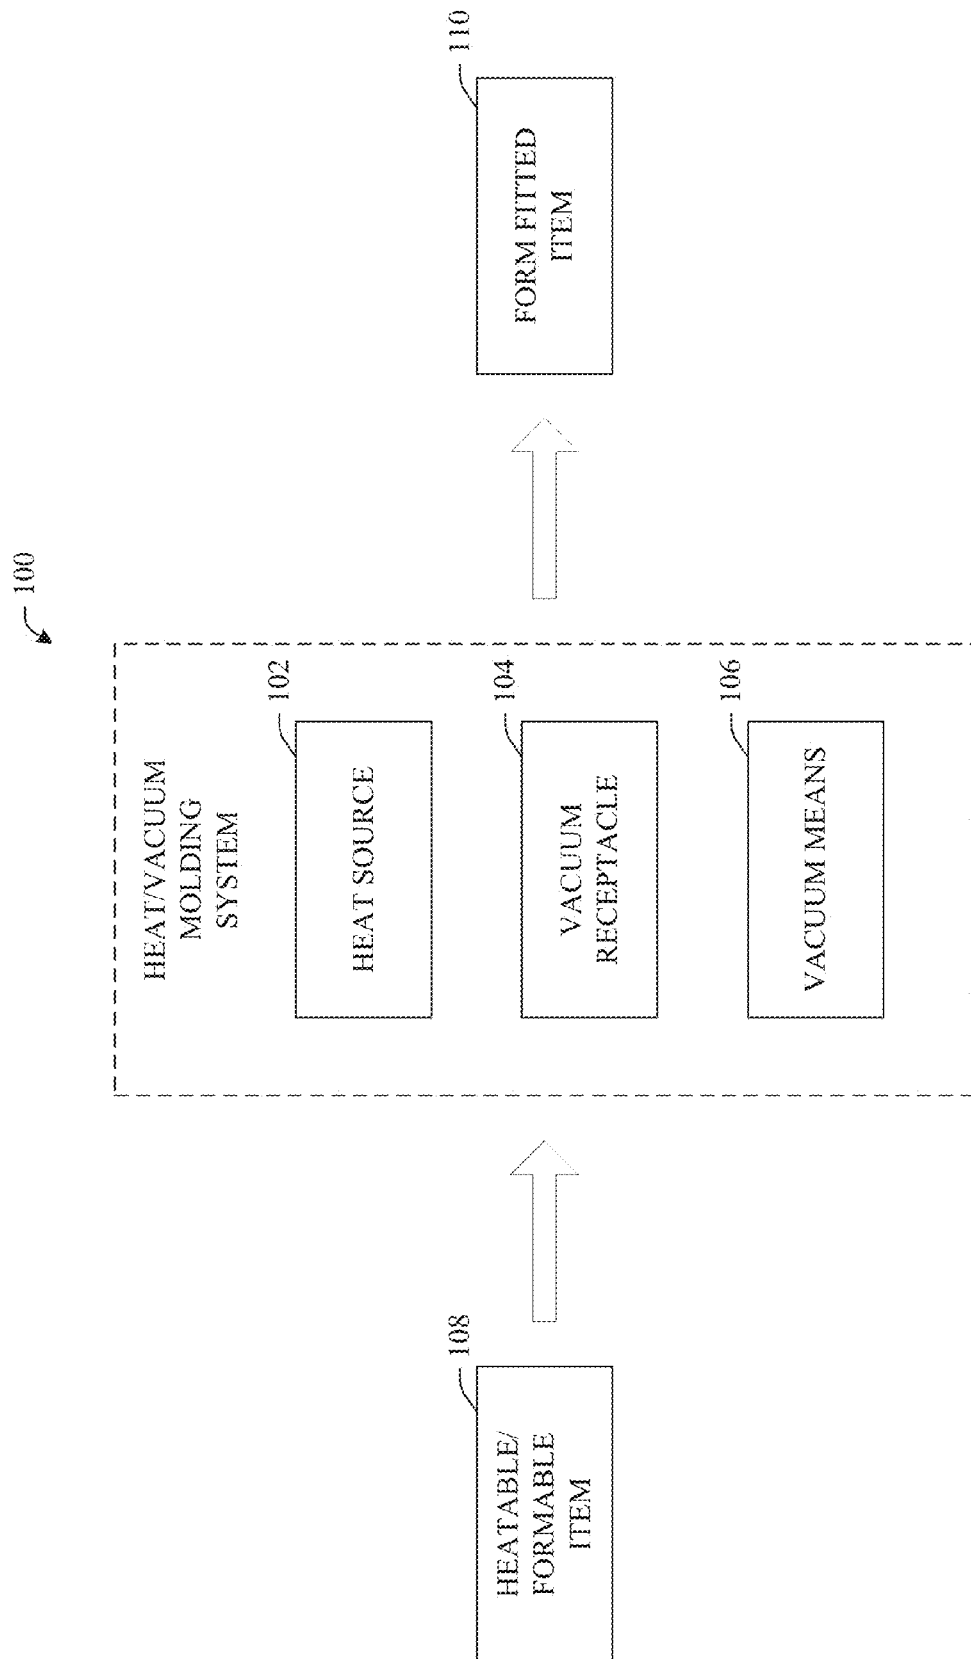 100
HEAT/VACUUM
MOLDING
SYSTEM
102
HEAT SOURCE
104
VACUUM
RECEPTACLE
106
VACUUM MEANS
108
HEATABLE/
FORMABLE
ITEM
110
FORM FITTED
ITEM